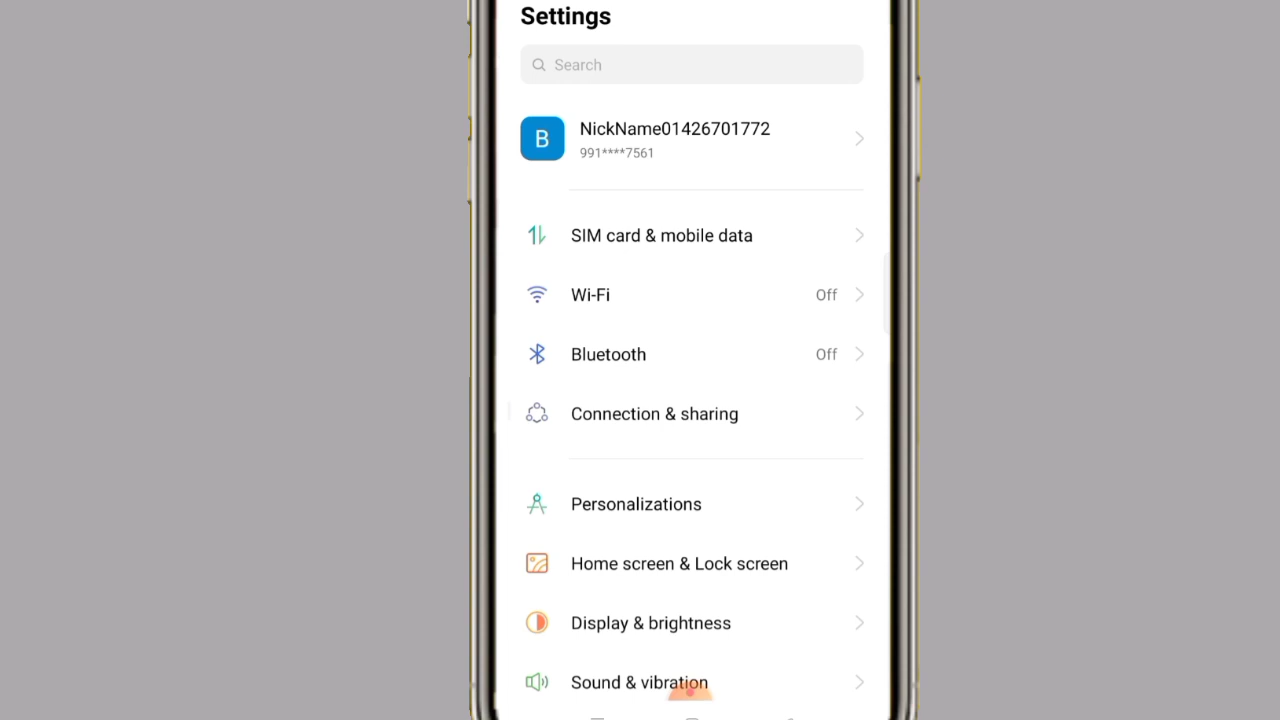 Settings
Search
B
NickName01426701772
991****7561
SIM card & mobile data
Wi-Fi Off
Bluetooth Off
Connection & sharing
Personalizations
Home screen & Lock screen
Display & brightness
Sound & vibration